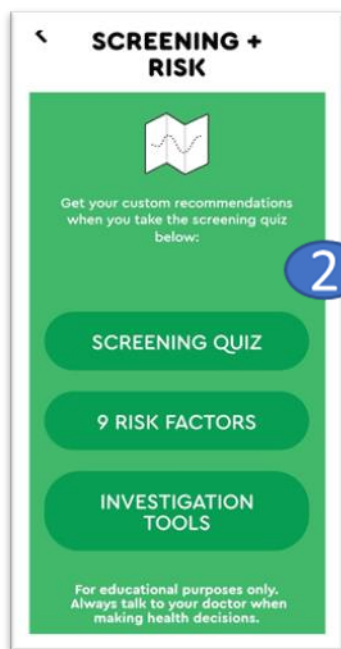 SCREENING +
RISK
Get your custom recommendations
when you take the screening quiz
below:
2
SCREENING QUIZ
9 RISK FACTORS
INVESTIGATION
TOOLS
For educational purposes only.
Always talk to your doctor when
making health decisions.